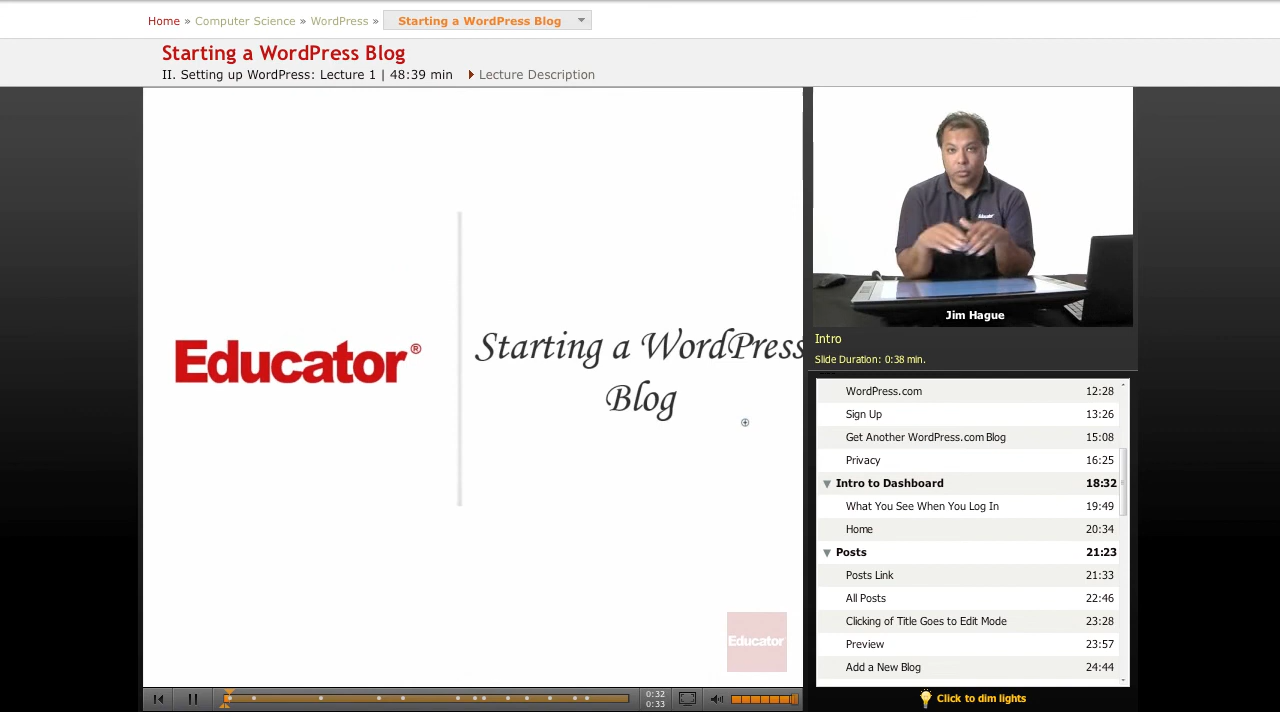 Home » Computer Science » WordPress » Starting a WordPress Blog
Starting a WordPress Blog
II. Setting up WordPress: Lecture 1 | 48:39 min Lecture Description
Educator®
Starting a WordPress
Blog
Educator
Educator
Jim Hague
Intro
Slide Duration: 0:38 min.
WordPress.com 12:28
Sign Up 13:26
Get Another WordPress.com Blog 15:08
Privacy 16:25
Intro to Dashboard 18:32
What You See When You Log In 19:49
Home 20:34
Posts 21:23
Posts Link 21:33
All Posts 22:46
Clicking of Title Goes to Edit Mode 23:28
Preview 23:57
Add a New Blog 24:44
0:32
0:33
Click to dim lights